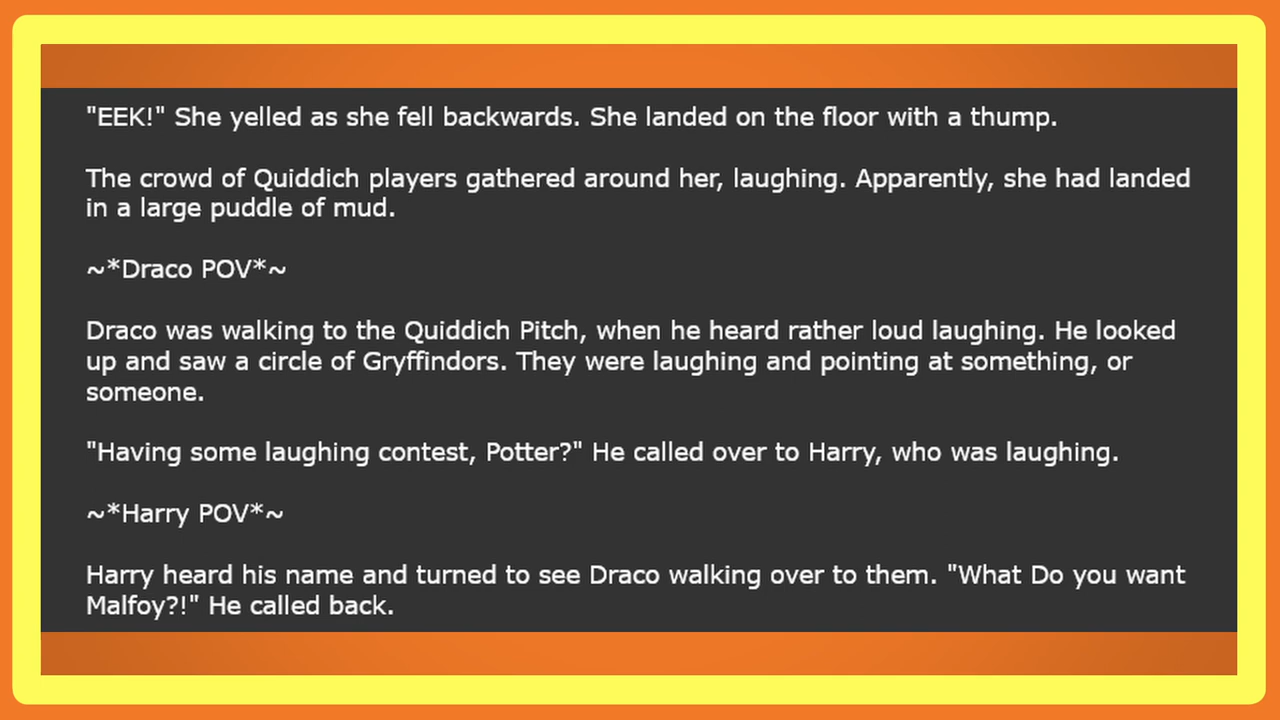 "EEK!" She yelled as she fell backwards. She landed on the floor with a thump.
The crowd of Quiddich players gathered around her, laughing. Apparently, she had landed
in a large puddle of mud.
~*Draco POV*~
Draco was walking to the Quiddich Pitch, when he heard rather loud laughing. He looked
up and saw a circle of Gryffindors. They were laughing and pointing at something, or
someone.
"Having some laughing contest, Potter?" He called over to Harry, who was laughing.
~*Harry POV*~
Harry heard his name and turned to see Draco walking over to them. "What Do you want
Malfoy?!" He called back.